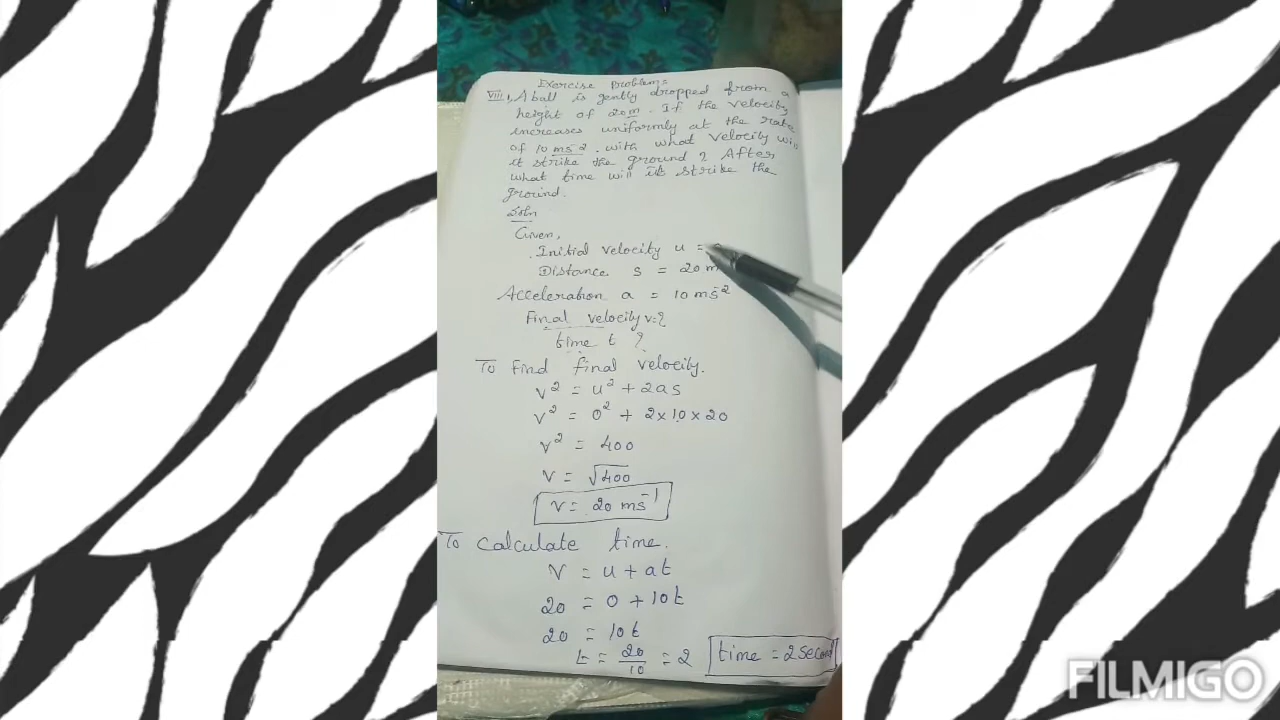 Exercise Problem:
VIII, A ball is gently dropped from a
height of 20m. If the velocity
increases uniformly at the rate
of 10 ms-2. with what velocity will
it strike the ground? After
what time will it strike the
ground.
Soln
Given,
Initial velocity u =
Distance s = 20 m
Acceleration a = 10 ms-2
Final velocity v=?
time t ?
To Find final velocity.
v² = u² + 2as
v² = 0² + 2×10×20
v² = 400
v = √400
v = 20 ms-1
To calculate time.
v = u + at
20 = 0 + 10t
20 = 10t
t = 20/10 = 2 time = 2 second
FILMIGO